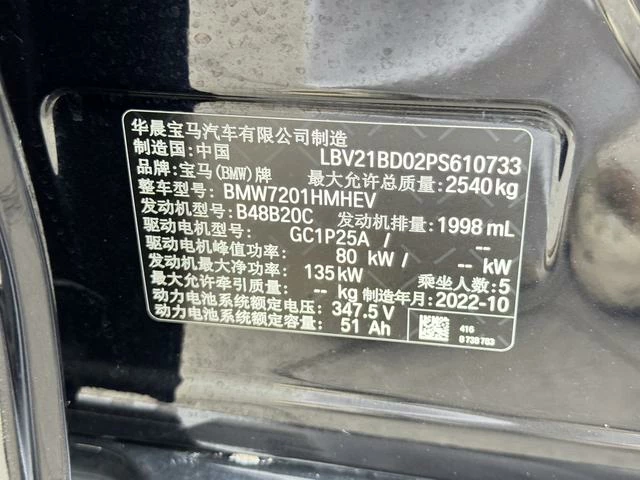 华晨宝马汽车有限公司制造
制造国:中国 LBV21BD02PS610733
品牌:宝马(BMW)牌 最大允许总质量:2540kg
整车型号:BMW7201HMHEV
发动机型号:B48B20C 发动机排量:1998 mL
驱动电机型号: GC1P25A / --
驱动电机峰值功率: 80 kW / -- kW
发动机最大净功率: 135kW 乘坐人数:5
最大允许牵引质量: -- kg 制造年月:2022-10
动力电池系统额定电压: 347.5 V
动力电池系统额定容量: 51 Ah
416
8738763